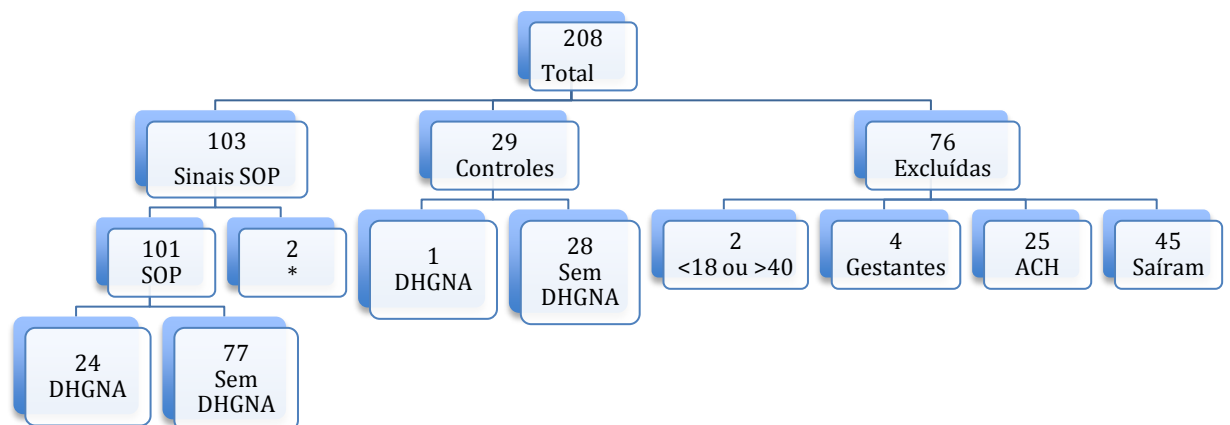 208
Total
103
Sinais SOP
29
Controles
76
Excluídas
101
SOP
2
*
1
DHGNA
28
Sem
DHGNA
2
<18 ou >40
4
Gestantes
25
ACH
45
Saíram
24
DHGNA
77
Sem
DHGNA